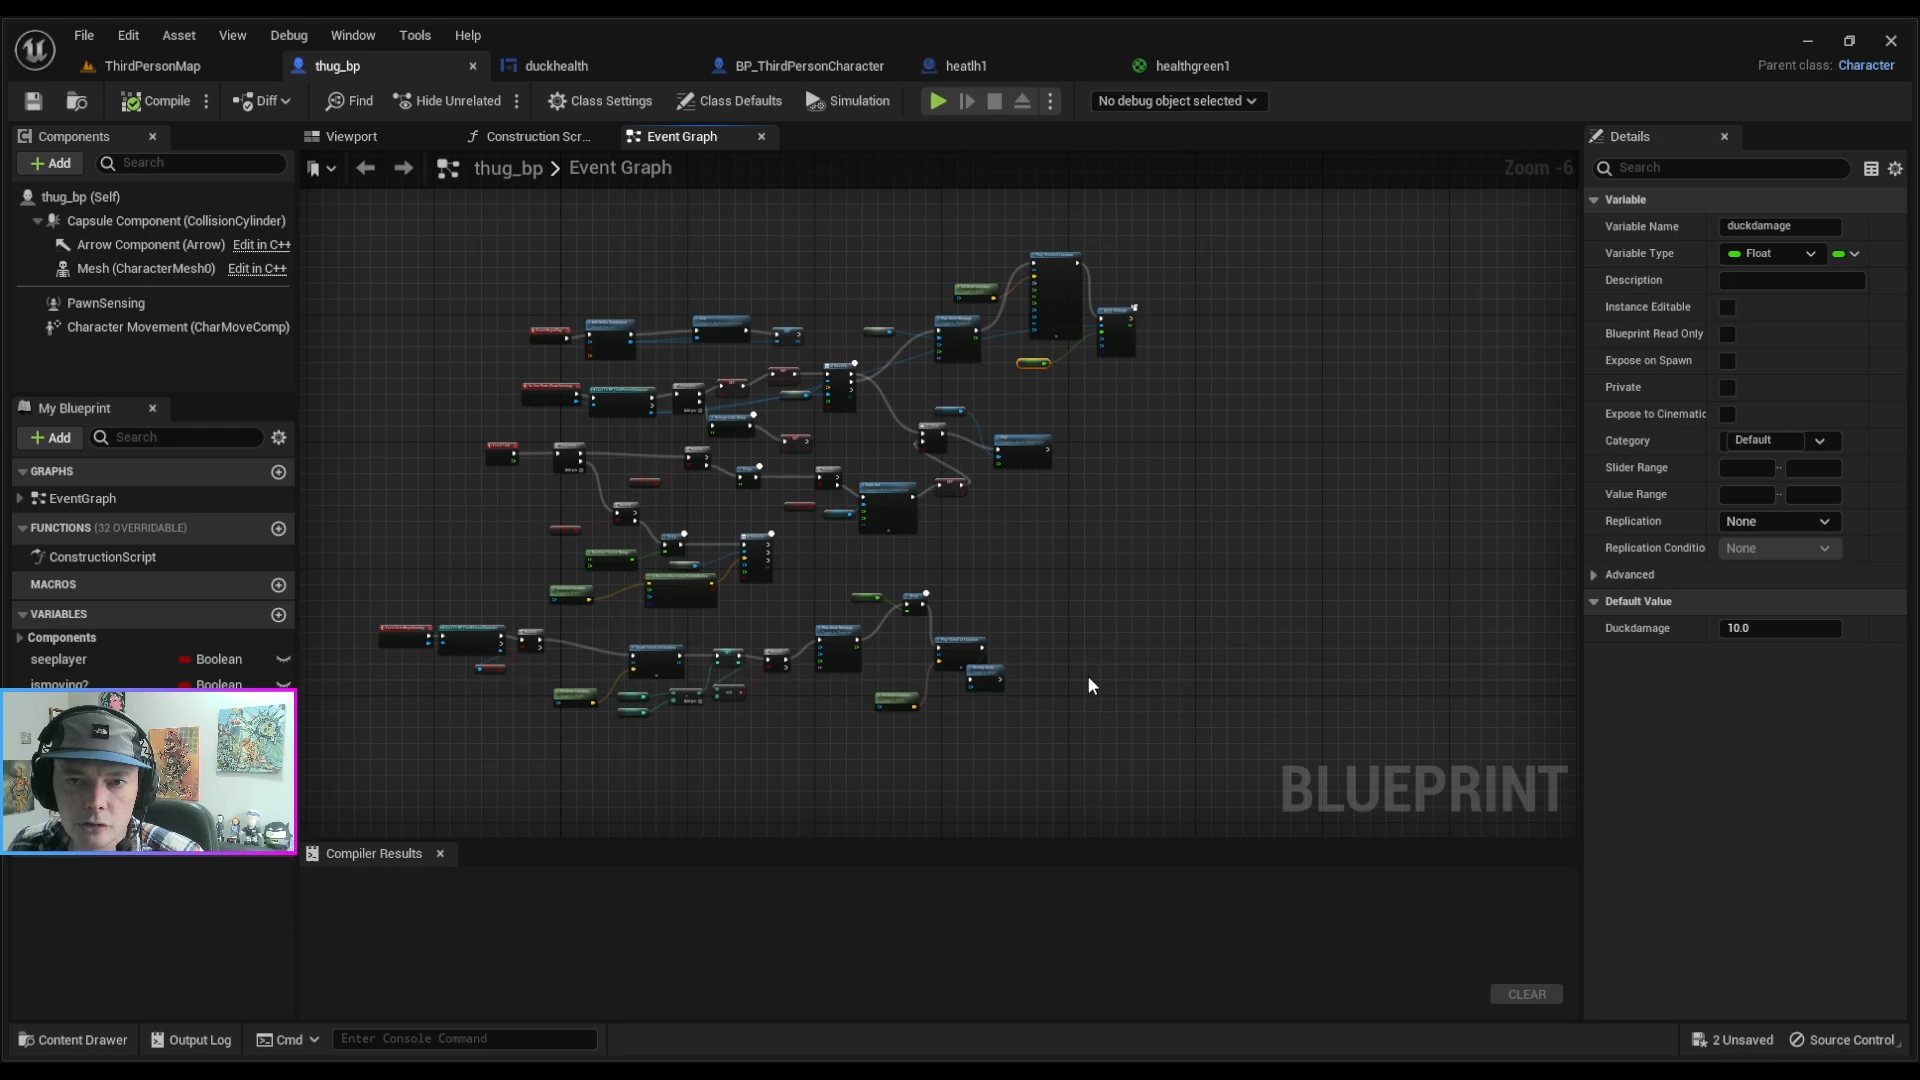 File Edit Asset View Debug Window Tools Help
ThirdPersonMap thug_bp duckhealth BP_ThirdPersonCharacter heatlh1 healthgreen1 Parent class: Character
Compile Diff Find Hide Unrelated Class Settings Class Defaults Simulation No debug object selected
Components Viewport Construction Scr... Event Graph Details
Add Search thug_bp > Event Graph Zoom -6 Search
thug_bp (Self)
Capsule Component (CollisionCylinder)
Arrow Component (Arrow) Edit in C++
Mesh (CharacterMesh0) Edit in C++
PawnSensing
Character Movement (CharMoveComp)
My Blueprint
Add Search
GRAPHS
EventGraph
FUNCTIONS (32 OVERRIDABLE)
ConstructionScript
MACROS
VARIABLES
Components
seeplayer Boolean
ismoving? Boolean
Variable
Variable Name duckdamage
Variable Type Float
Description
Instance Editable
Blueprint Read Only
Expose on Spawn
Private
Expose to Cinematic
Category Default
Slider Range
Value Range
Replication None
Replication Conditio None
Advanced
Default Value
Duckdamage 10.0
BLUEPRINT
Compiler Results
CLEAR
Content Drawer Output Log Cmd Enter Console Command 2 Unsaved Source Control